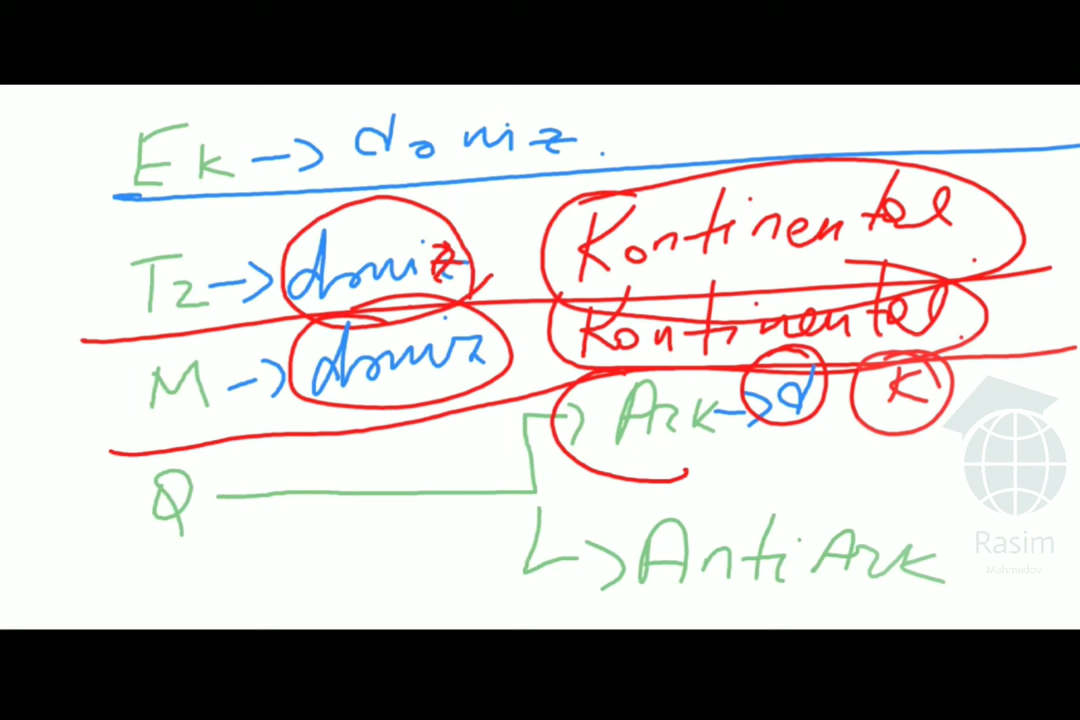 Ek → dəniz.
Tz → dəniz Kontinental
M → dəniz Kontinental
→ Ark → d K
Q
→ Anti Ark
Rasim
Mahmudov